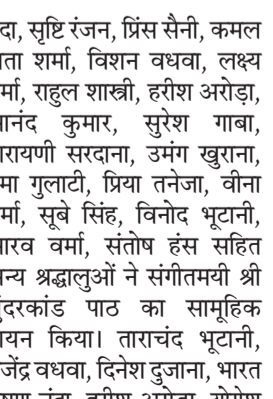 दा, सृष्टि रंजन, प्रिंस सैनी, कमल
ता शर्मा, विशन वधवा, लक्ष्य
र्मा, राहुल शास्त्री, हरीश अरोड़ा,
ानंद कुमार, सुरेश गाबा,
ारायणी सरदाना, उमंग खुराना,
मा गुलाटी, प्रिया तनेजा, वीना
र्मा, सूबे सिंह, विनोद भूटानी,
ारव वर्मा, संतोष हंस सहित
न्य श्रद्धालुओं ने संगीतमयी श्री
ुंदरकांड पाठ का सामूहिक
ायन किया। ताराचंद भूटानी,
जेंद्र वधवा, दिनेश दुजाना, भारत